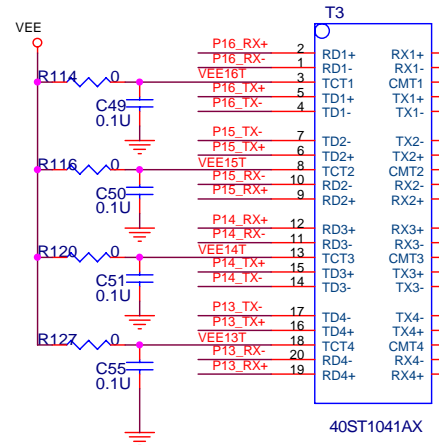 T3
VEE
P16_RX+ 2 RD1+ RX1+
P16_RX- 1 RD1- RX1-
R114 0 VEE16T 3 TCT1 CMT1
P16_TX+ 5 TD1+ TX1+
P16_TX- 4 TD1- TX1-
C49
0.1U
P15_TX- 7 TD2- TX2-
P15_TX+ 6 TD2+ TX2+
R116 0 VEE15T 8 TCT2 CMT2
P15_RX- 10 RD2- RX2-
P15_RX+ 9 RD2+ RX2+
C50
0.1U
P14_RX+ 12 RD3+ RX3+
P14_RX- 11 RD3- RX3-
R120 0 VEE14T 13 TCT3 CMT3
P14_TX+ 15 TD3+ TX3+
P14_TX- 14 TD3- TX3-
C51
0.1U
P13_TX- 17 TD4- TX4-
P13_TX+ 16 TD4+ TX4+
R127 0 VEE13T 18 TCT4 CMT4
P13_RX- 20 RD4- RX4-
P13_RX+ 19 RD4+ RX4+
C55
0.1U
40ST1041AX